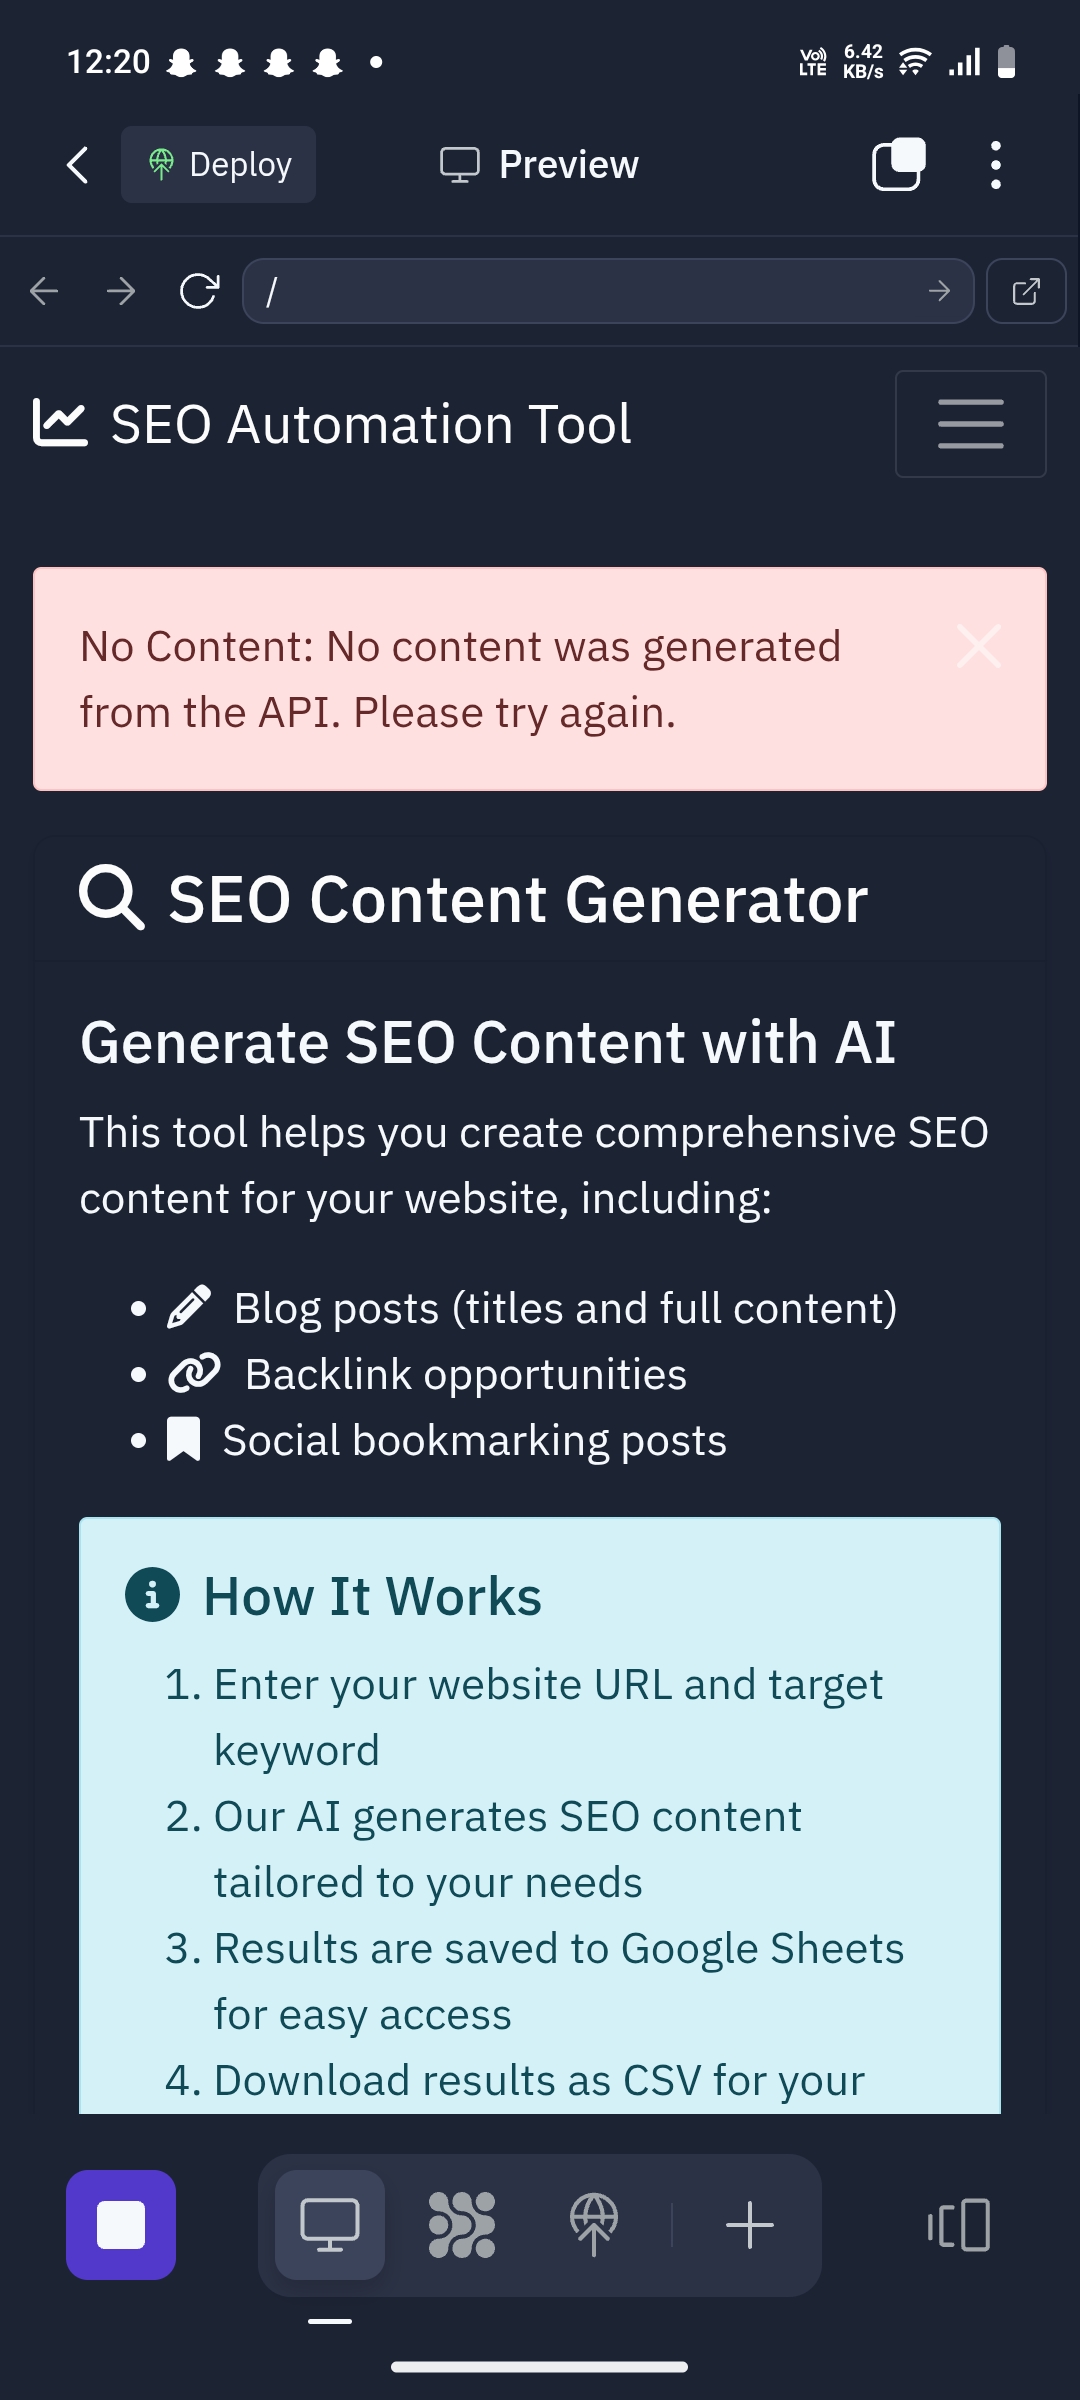 12:20
Vo)) LTE
6.42 KB/s
Deploy
Preview
/
SEO Automation Tool
No Content: No content was generated
from the API. Please try again.
SEO Content Generator
Generate SEO Content with AI
This tool helps you create comprehensive SEO
content for your website, including:
• Blog posts (titles and full content)
• Backlink opportunities
• Social bookmarking posts
How It Works
1. Enter your website URL and target
keyword
2. Our AI generates SEO content
tailored to your needs
3. Results are saved to Google Sheets
for easy access
4. Download results as CSV for your